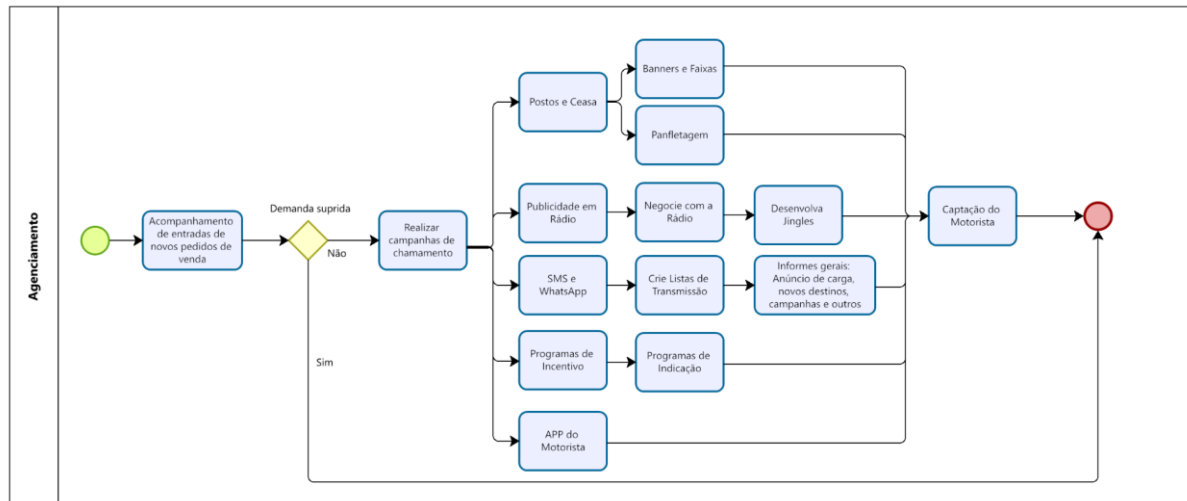 Agenciamento
Acompanhamento
de entradas de
novos pedidos de
venda
Demanda suprida
Não
Sim
Realizar
campanhas de
chamamento
Postos e Ceasa
Banners e Faixas
Panfletagem
Publicidade em
Rádio
Negocie com a
Rádio
Desenvolva
Jingles
SMS e
WhatsApp
Crie Listas de
Transmissão
Informes gerais:
Anúncio de carga,
novos destinos,
campanhas e outros
Programas de
Incentivo
Programas de
Indicação
APP do
Motorista
Captação do
Motorista